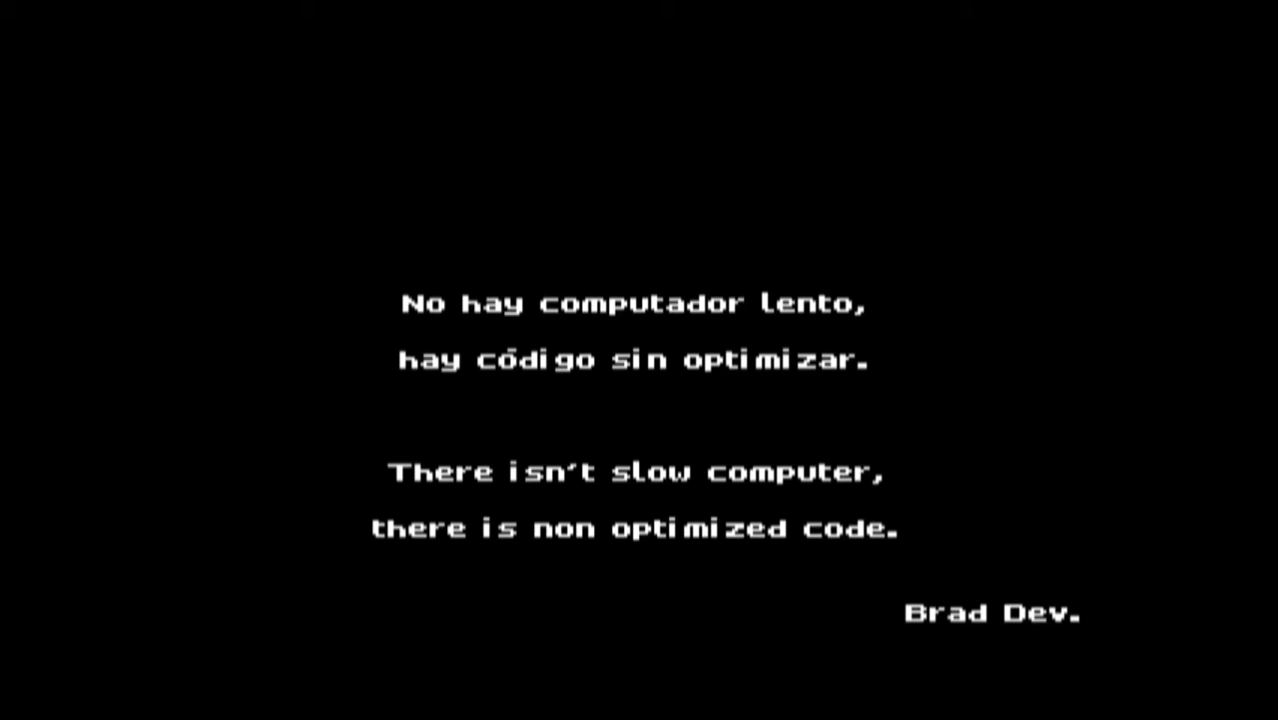 No hay computador lento,
hay código sin optimizar.
There isn't slow computer,
there is non optimized code.
Brad Dev.